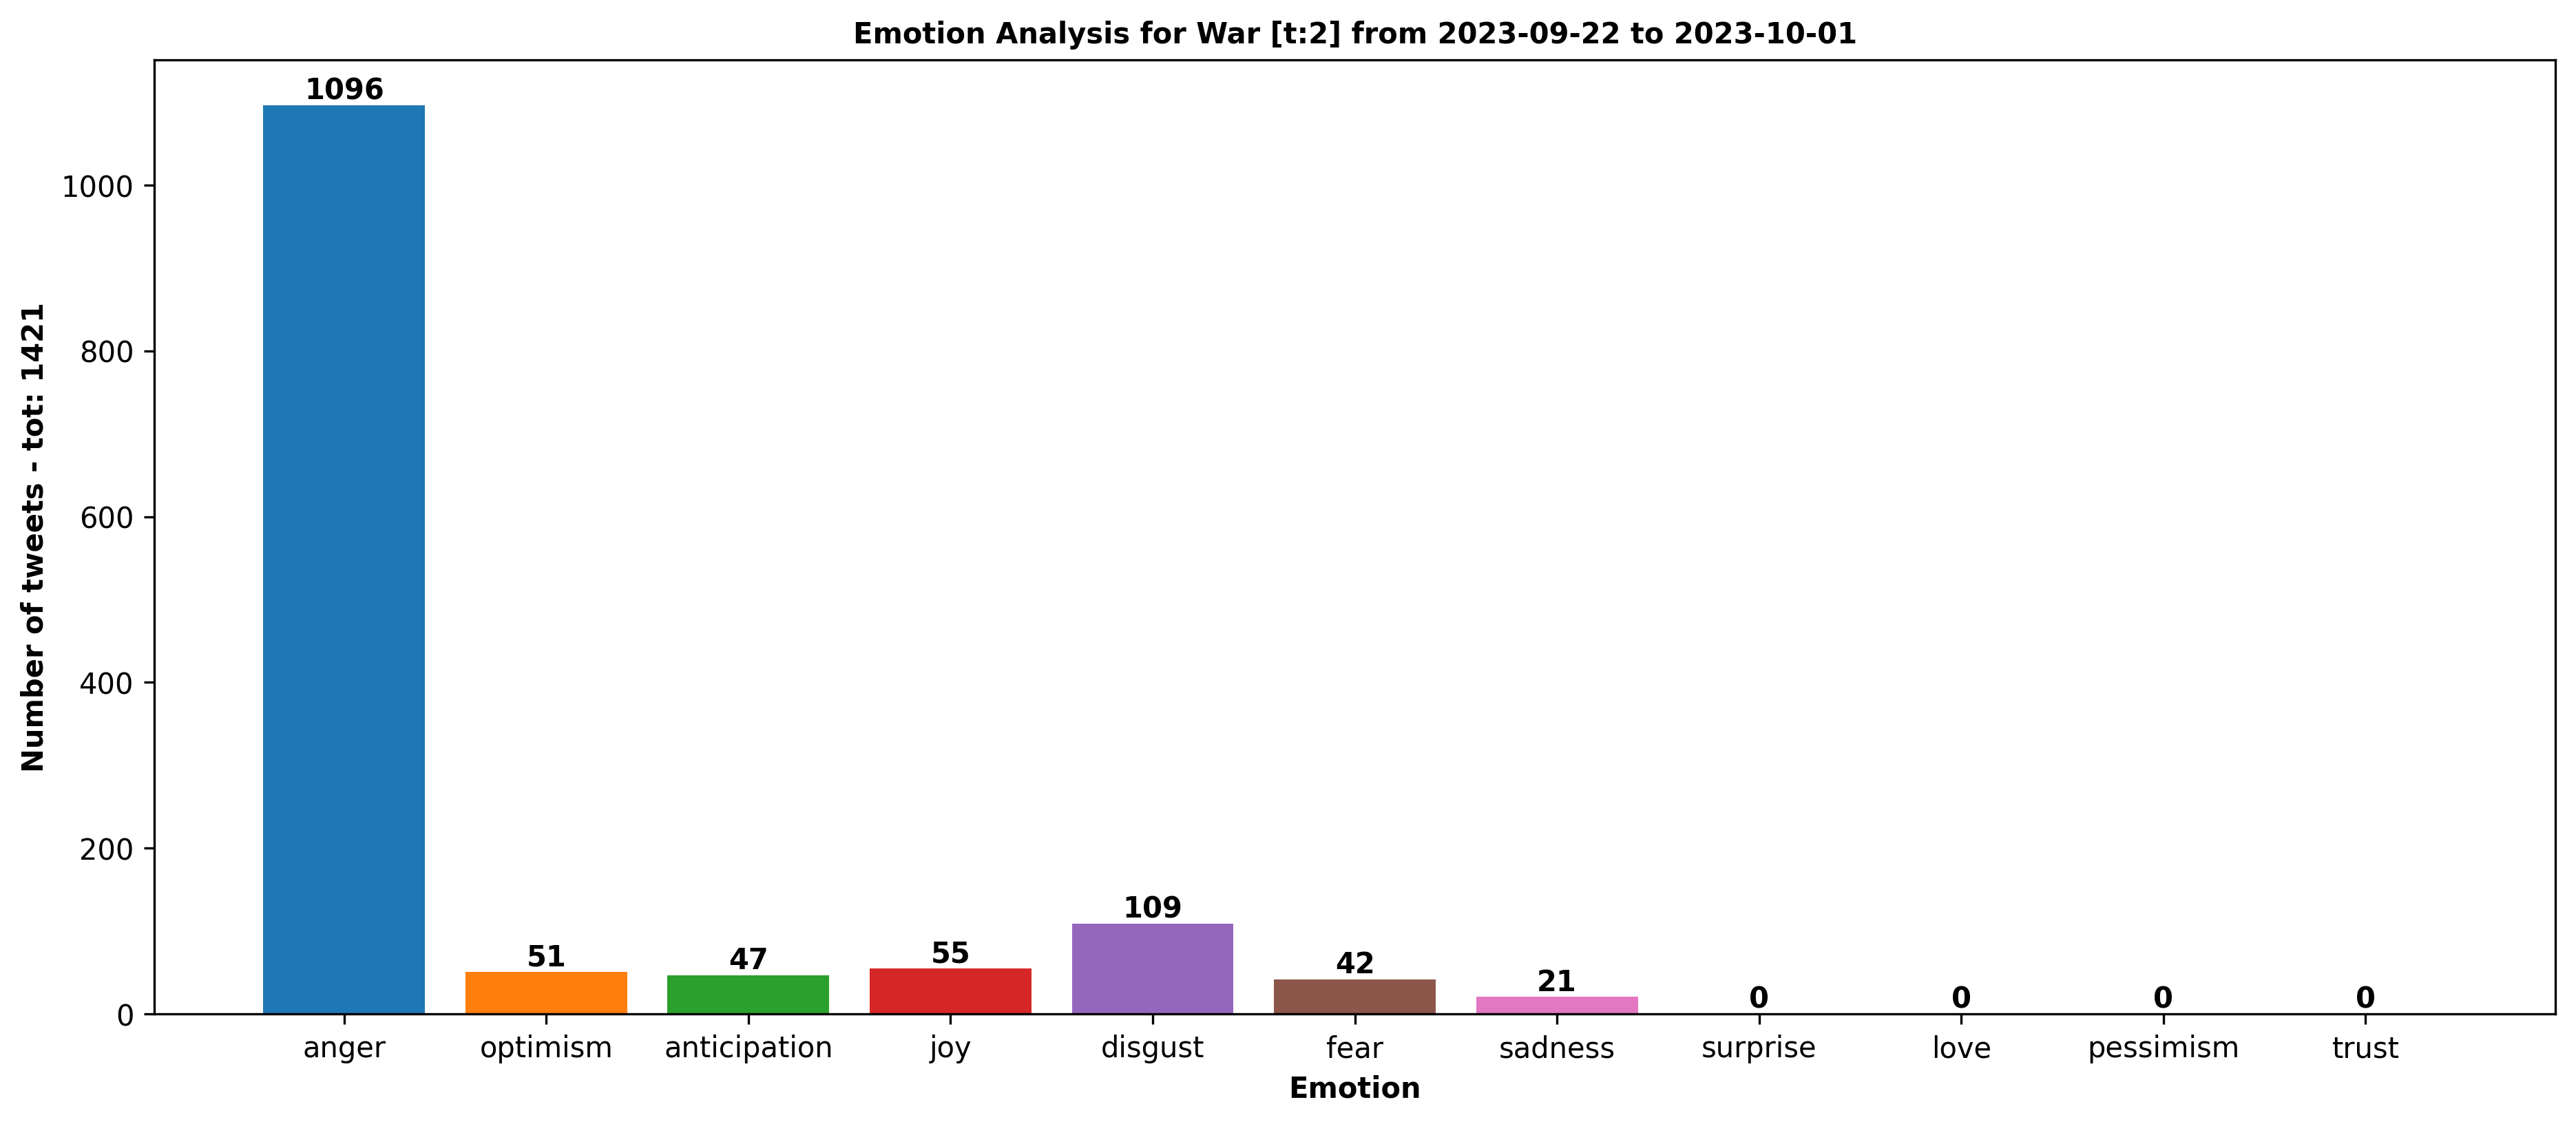 Emotion Analysis for War [t:2] from 2023-09-22 to 2023-10-01
Number of tweets - tot: 1421
1000
800
600
400
200
0
1096
51
47
55
109
42
21
0
0
0
0
anger
optimism
anticipation
joy
disgust
fear
sadness
surprise
love
pessimism
trust
Emotion